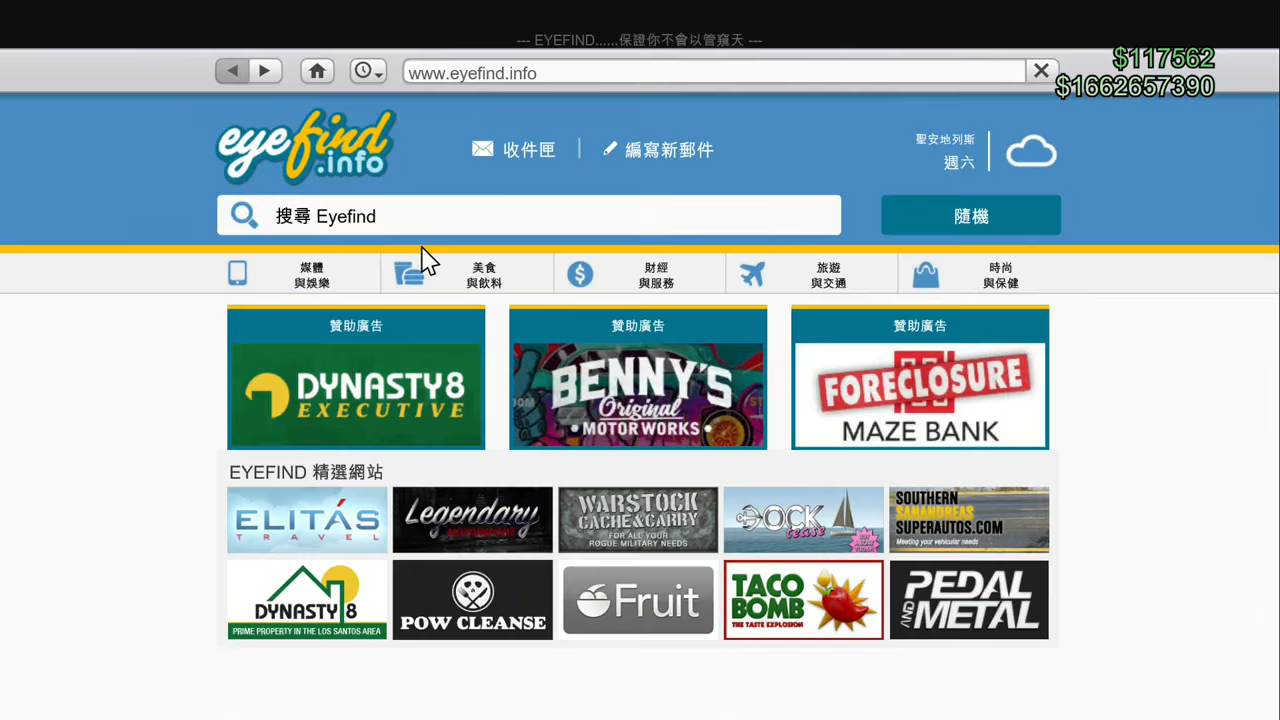 --- EYEFIND......保證你不會以管窺天 ---
$117562
www.eyefind.info
$1662657390
eyefind
.info
收件匣
編寫新郵件
聖安地列斯
週六
搜尋 Eyefind
隨機
媒體
與娛樂
美食
與飲料
財經
與服務
旅遊
與交通
時尚
與保健
贊助廣告
DYNASTY 8
EXECUTIVE
贊助廣告
BENNY'S
Original
MOTOR WORKS
贊助廣告
FORECLOSURE
MAZE BANK
EYEFIND 精選網站
ELITÁS
TRAVEL
Legendary
MOTORSPORT
WARSTOCK
CACHE & CARRY
FOR ALL YOUR
ROGUE MILITARY NEEDS
DOCK
tease
SOUTHERN
SANANDREAS
SUPERAUTOS.COM
Meeting your vehicular needs
DYNASTY 8
PRIME PROPERTY IN THE LOS SANTOS AREA
POW CLEANSE
Fruit
TACO
BOMB
THE TASTE EXPLOSION
PEDAL
AND METAL